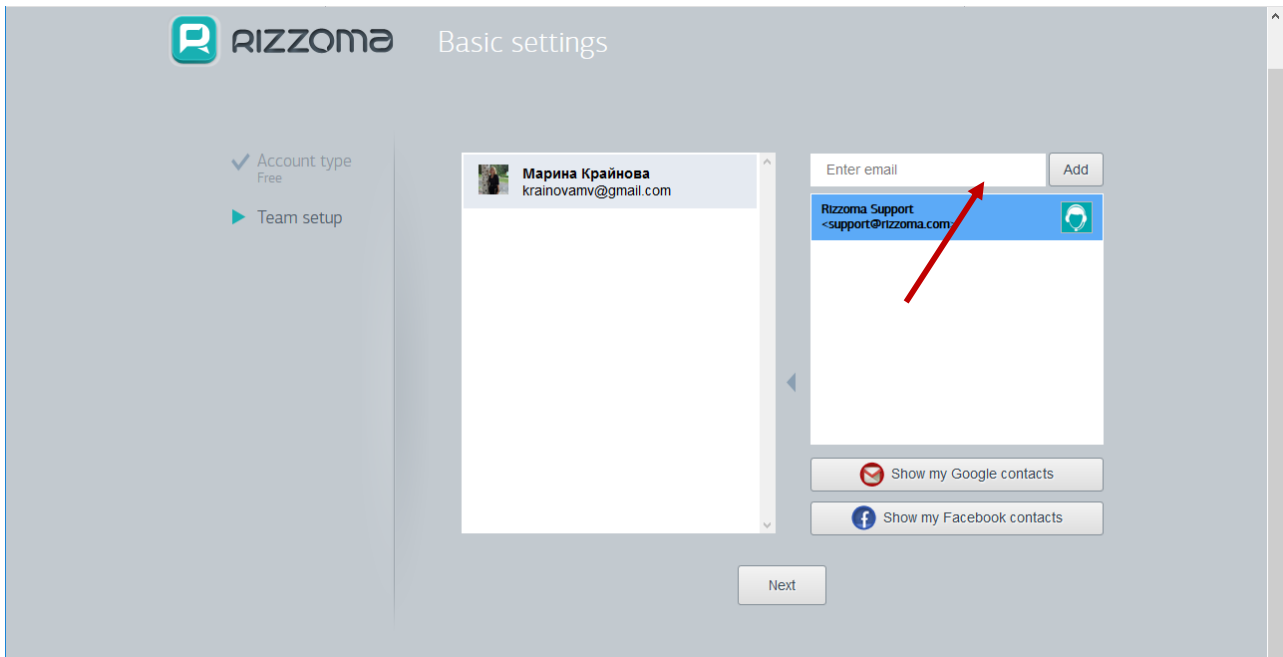 RIZZOMA
Basic settings
Account type
Free
Team setup
Марина Крайнова
krainovamv@gmail.com
Enter email
Add
Rizzoma Support
<support@rizzoma.com>
Show my Google contacts
Show my Facebook contacts
Next